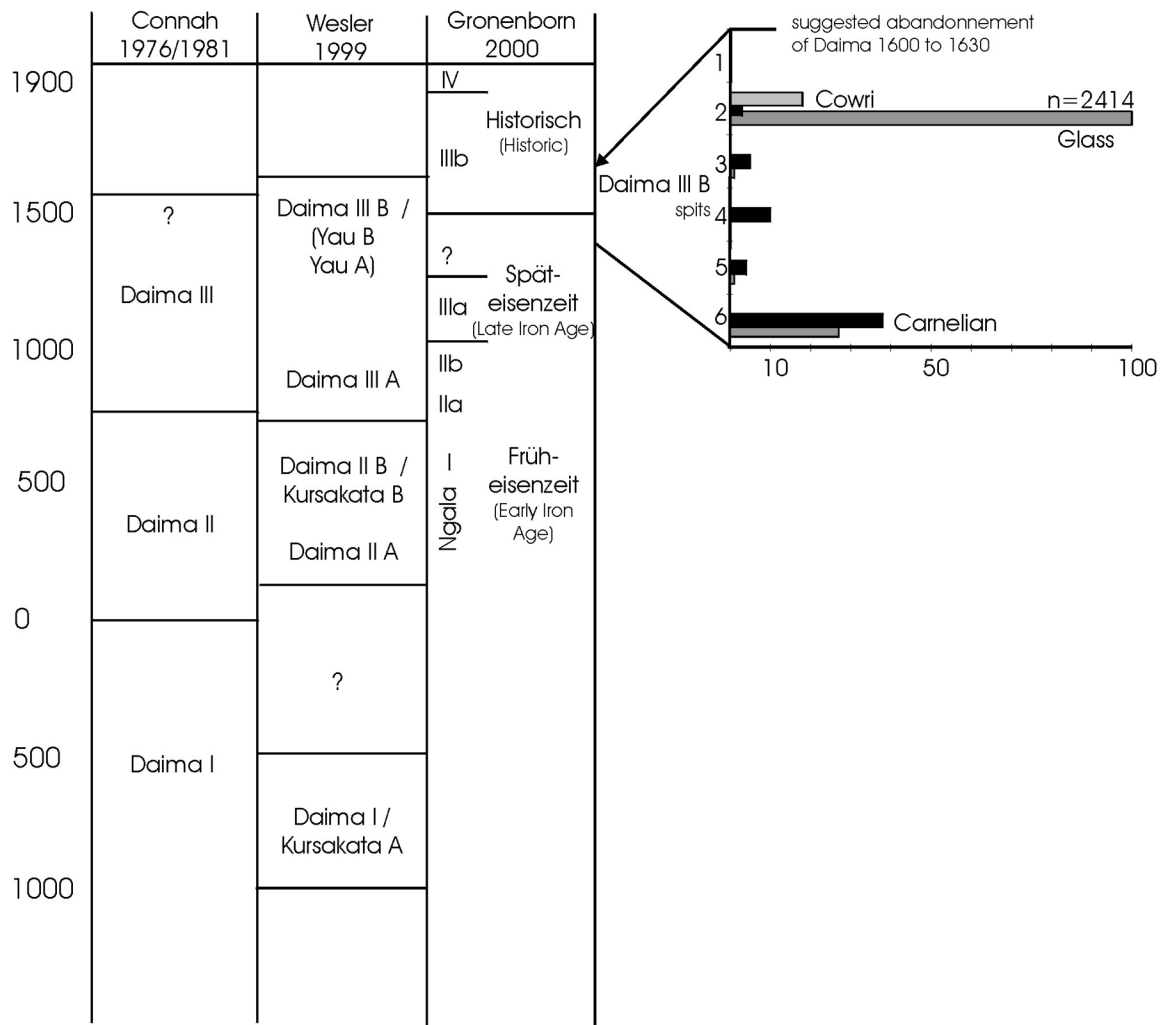 Connah
1976/1981
Wesler
1999
Gronenborn
2000
1900
1500
1000
500
0
500
1000
?
Daima III
Daima II
Daima I
Daima III B /
(Yau B
Yau A)
Daima III A
Daima II B /
Kursakata B
Daima II A
?
Daima I /
Kursakata A
IV
IIIb
?
IIIa
IIb
IIa
Ngala I
Historisch
(Historic)
Spät-
eisenzeit
(Late Iron Age)
Früh-
eisenzeit
(Early Iron
Age)
suggested abandonnement
of Daima 1600 to 1630
Daima III B
spits
1
2
3
4
5
6
Cowri
n=2414
Glass
Carnelian
10
50
100